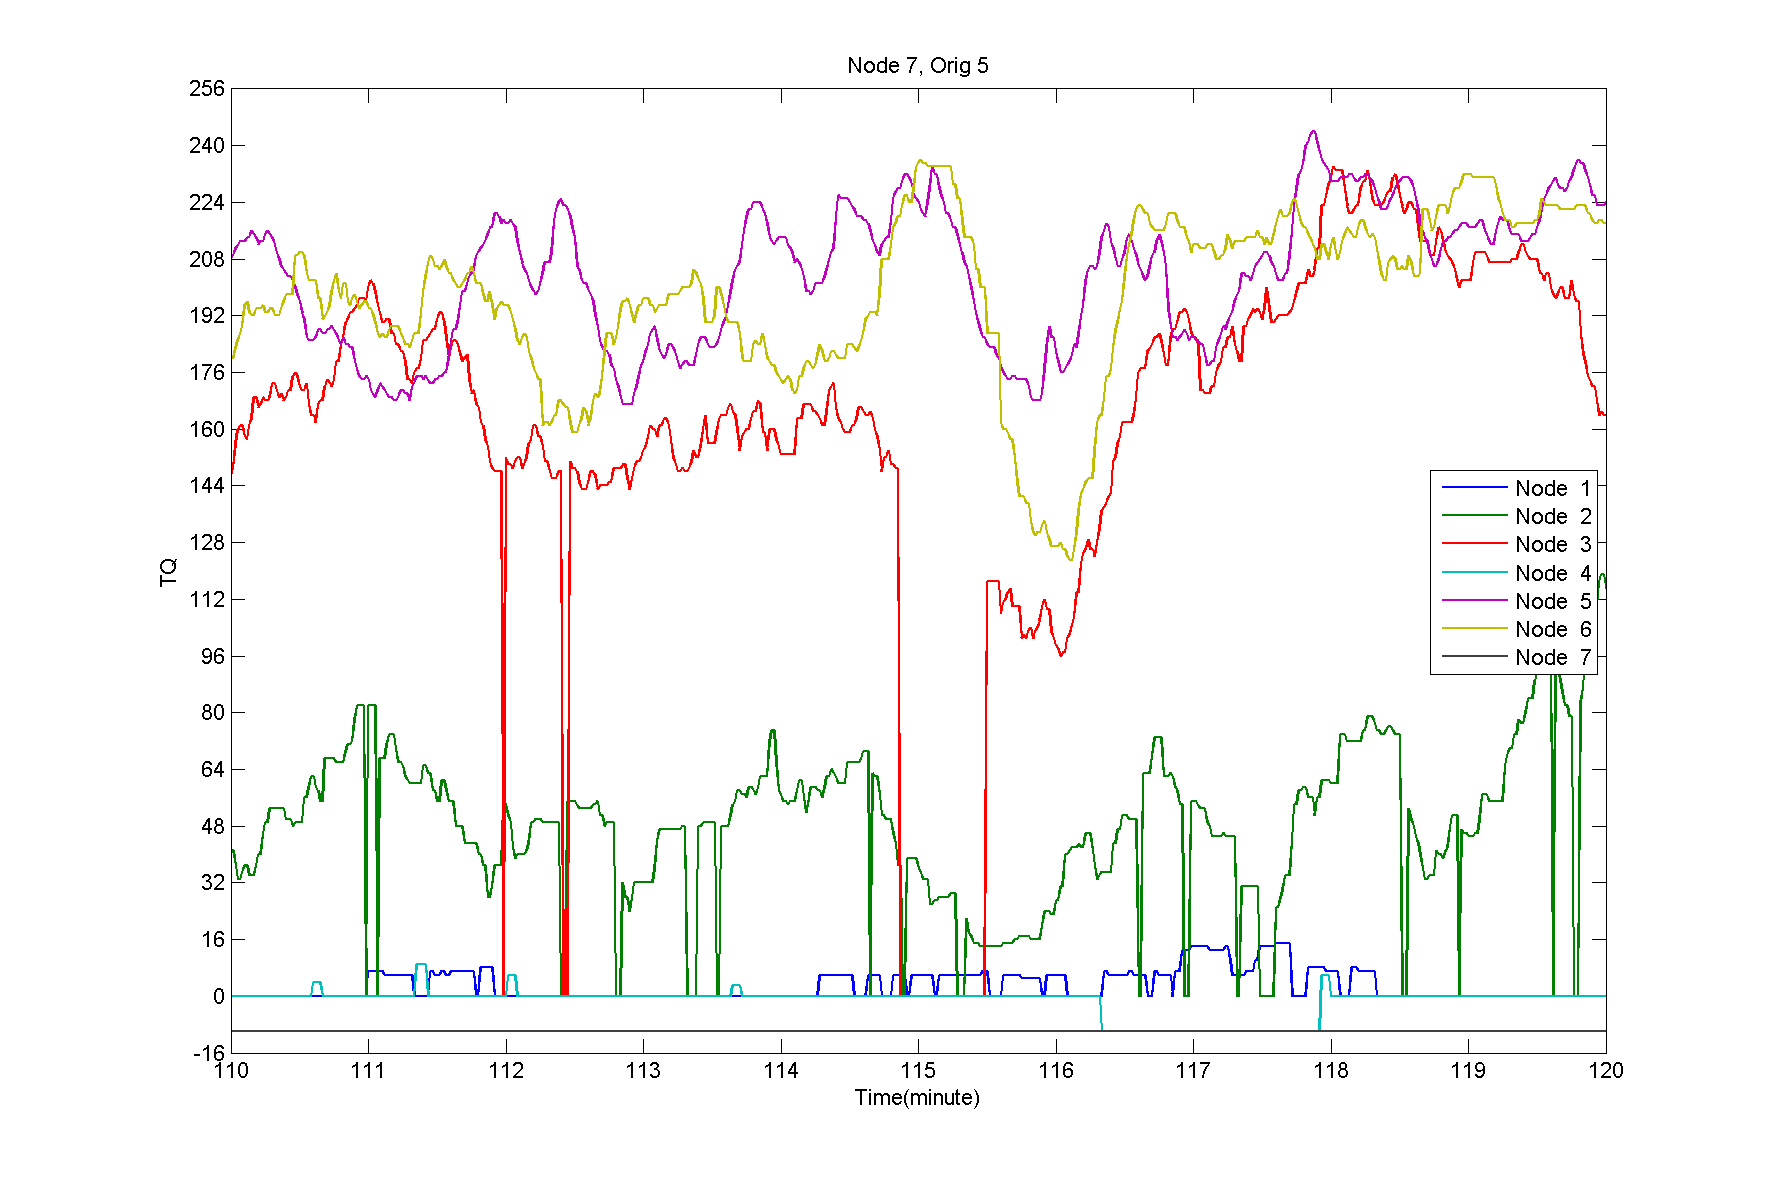 Node 7, Orig 5
256
240
224
208
192
176
160
144
128
112
96
80
64
48
32
16
0
-16
TQ
110 111 112 113 114 115 116 117 118 119 120
Time(minute)
Node 1
Node 2
Node 3
Node 4
Node 5
Node 6
Node 7